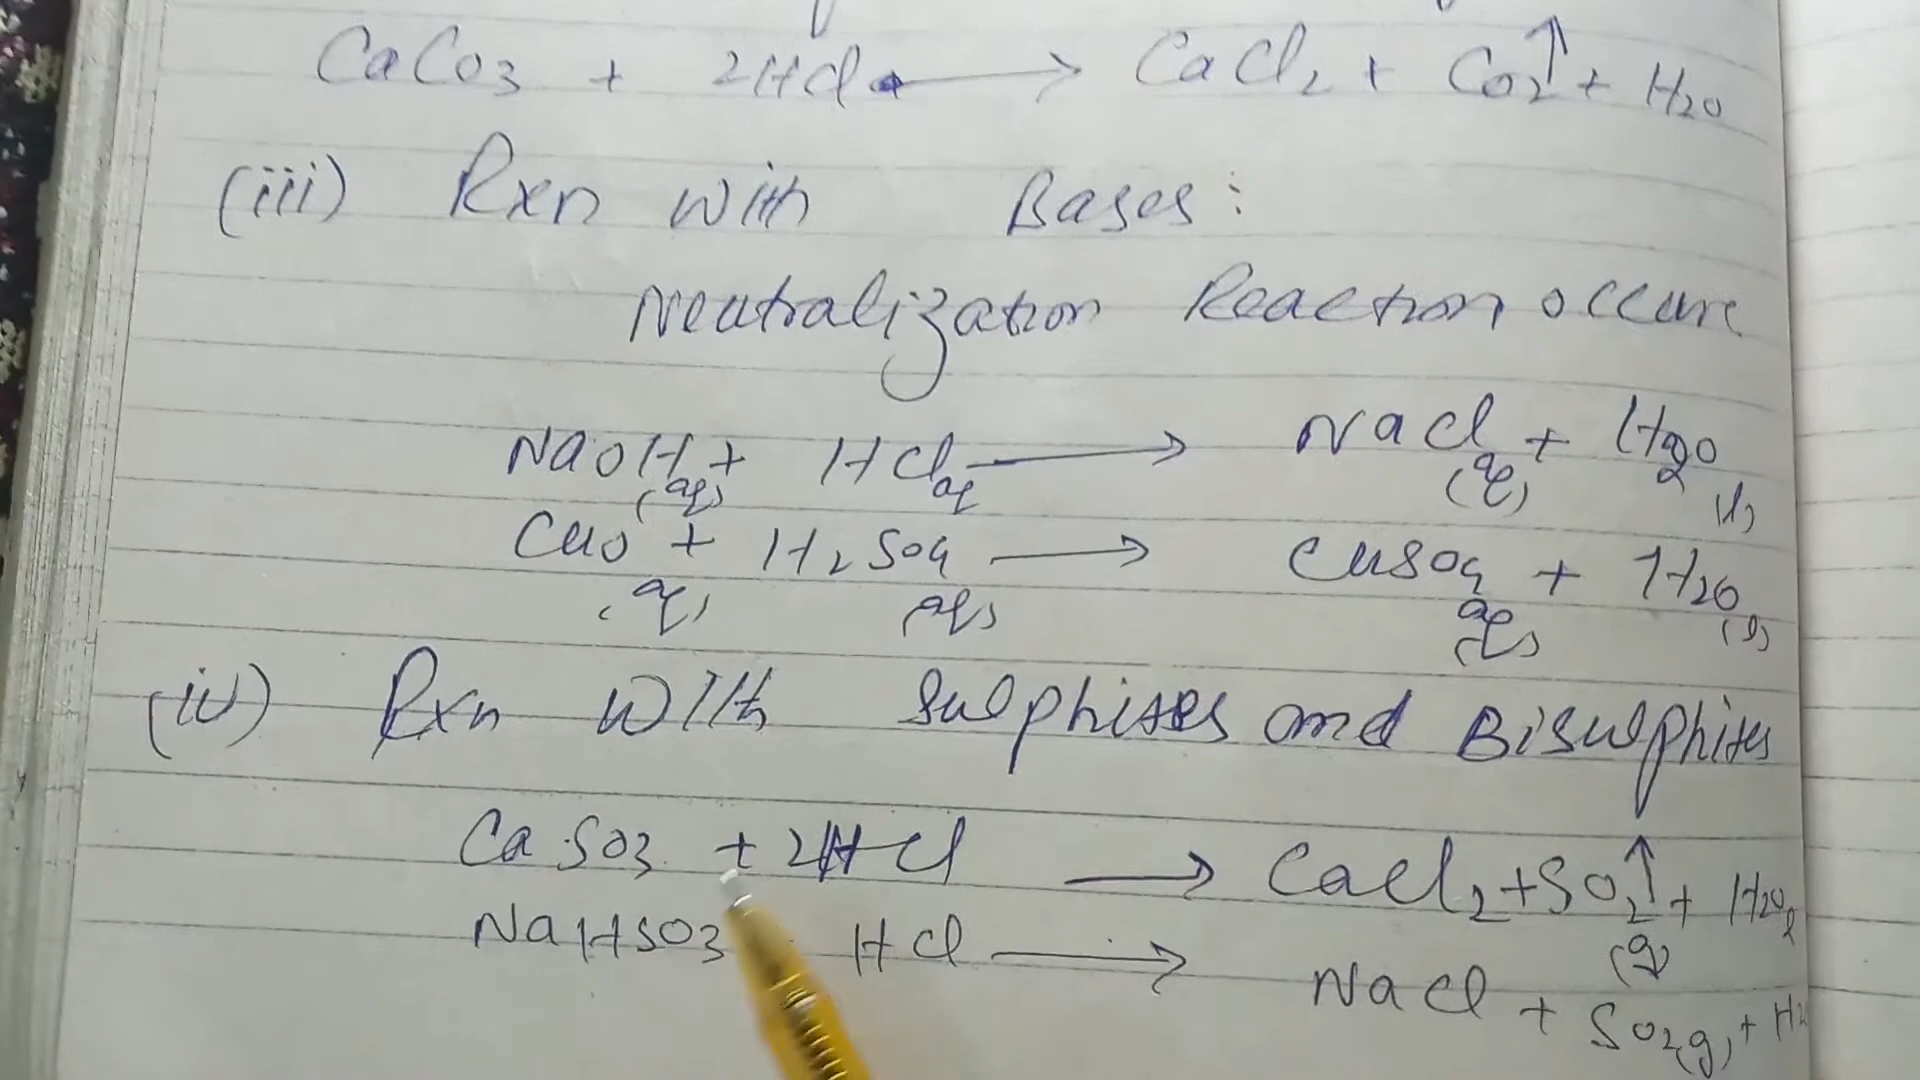 CaCo3 + 2HCl → CaCl2 + Co2↑ + H2O
(iii) Rxn with Bases:
Neutralization Reaction occure
NaOH(aq) + HCl aq → NaCl (aq) + H2O (l)
CuO (aq) + H2SO4 (aq) → CuSO4 (aq) + H2O (l)
(iv) Rxn with Sulphites and Bisulphites
CaSO3 + 2HCl → CaCl2 + SO2↑ (g) + H2O l
NaHSO3 HCl → NaCl + SO2(g) + H2